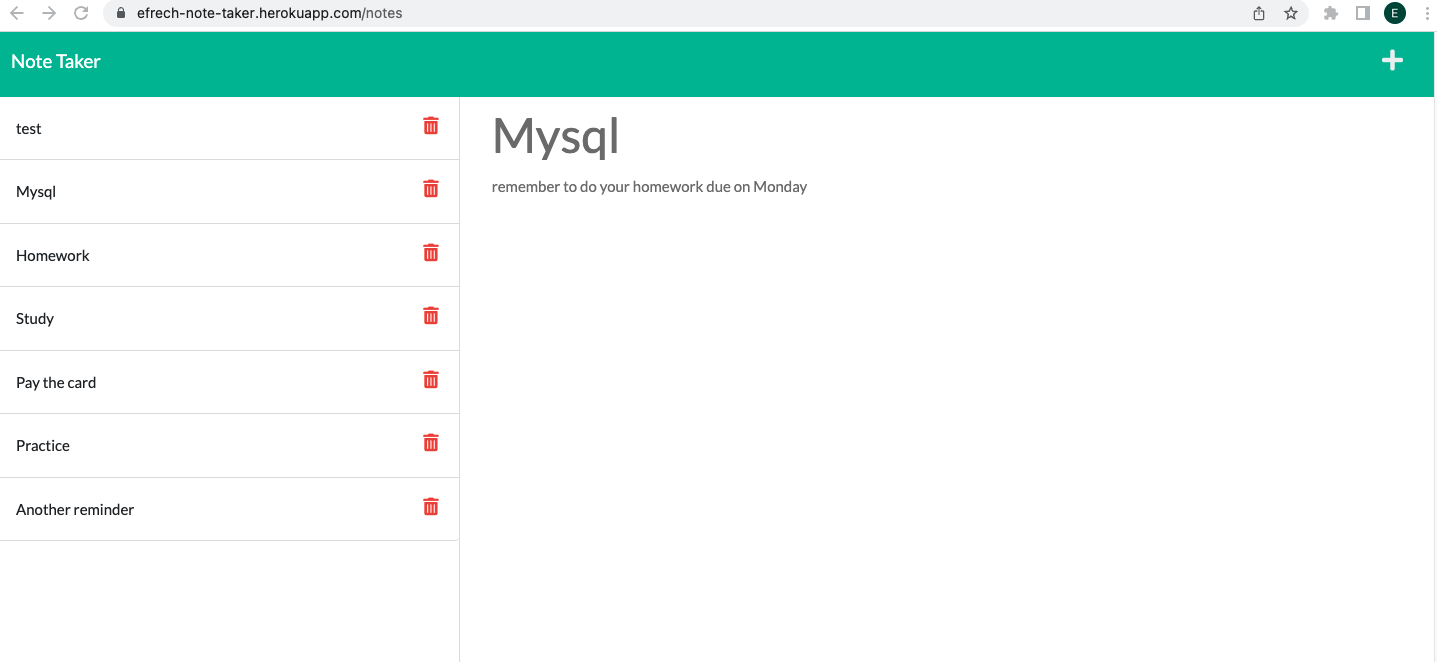 efrech-note-taker.herokuapp.com/notes
E
Note Taker
test
Mysql
Homework
Study
Pay the card
Practice
Another reminder
Mysql
remember to do your homework due on Monday